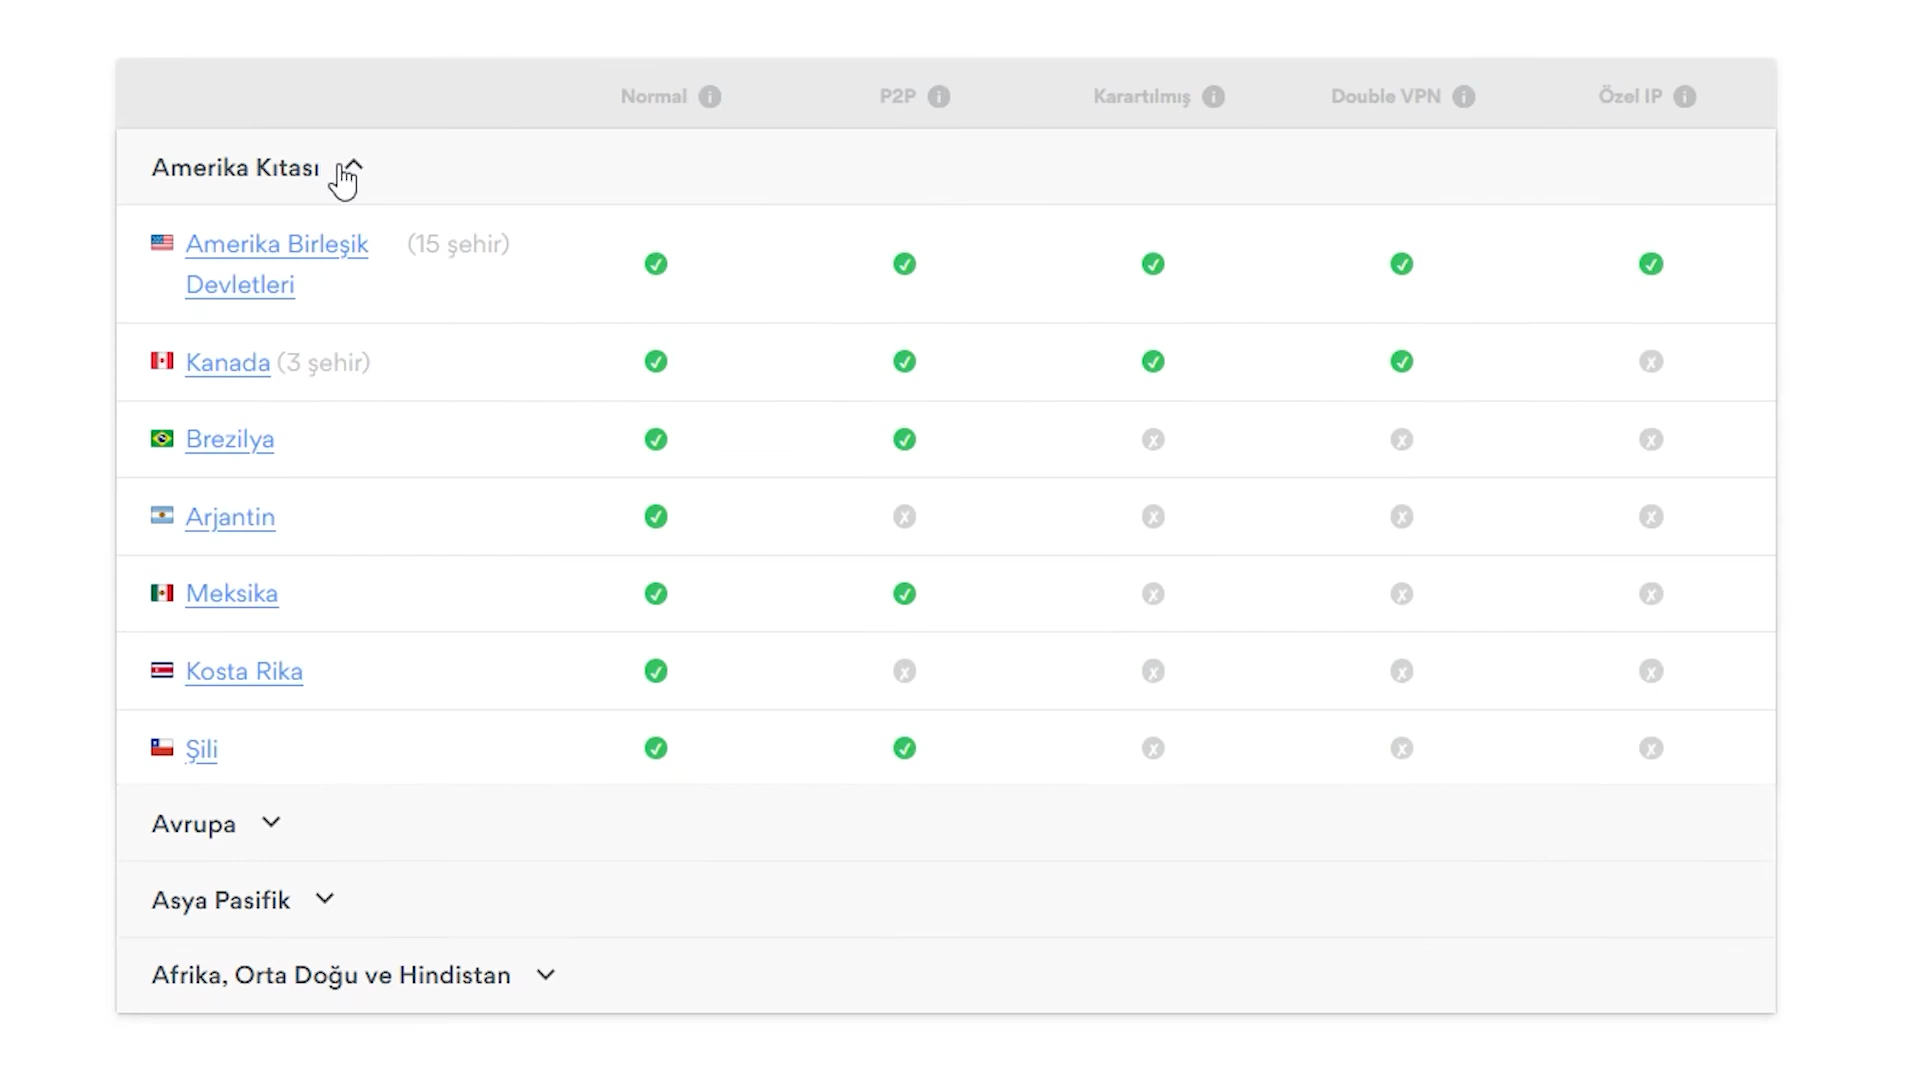 Normal P2P Karartılmış Double VPN Özel IP
Amerika Kıtası
Amerika Birleşik (15 şehir)
Devletleri
Kanada (3 şehir)
Brezilya
Arjantin
Meksika
Kosta Rika
Şili
Avrupa
Asya Pasifik
Afrika, Orta Doğu ve Hindistan